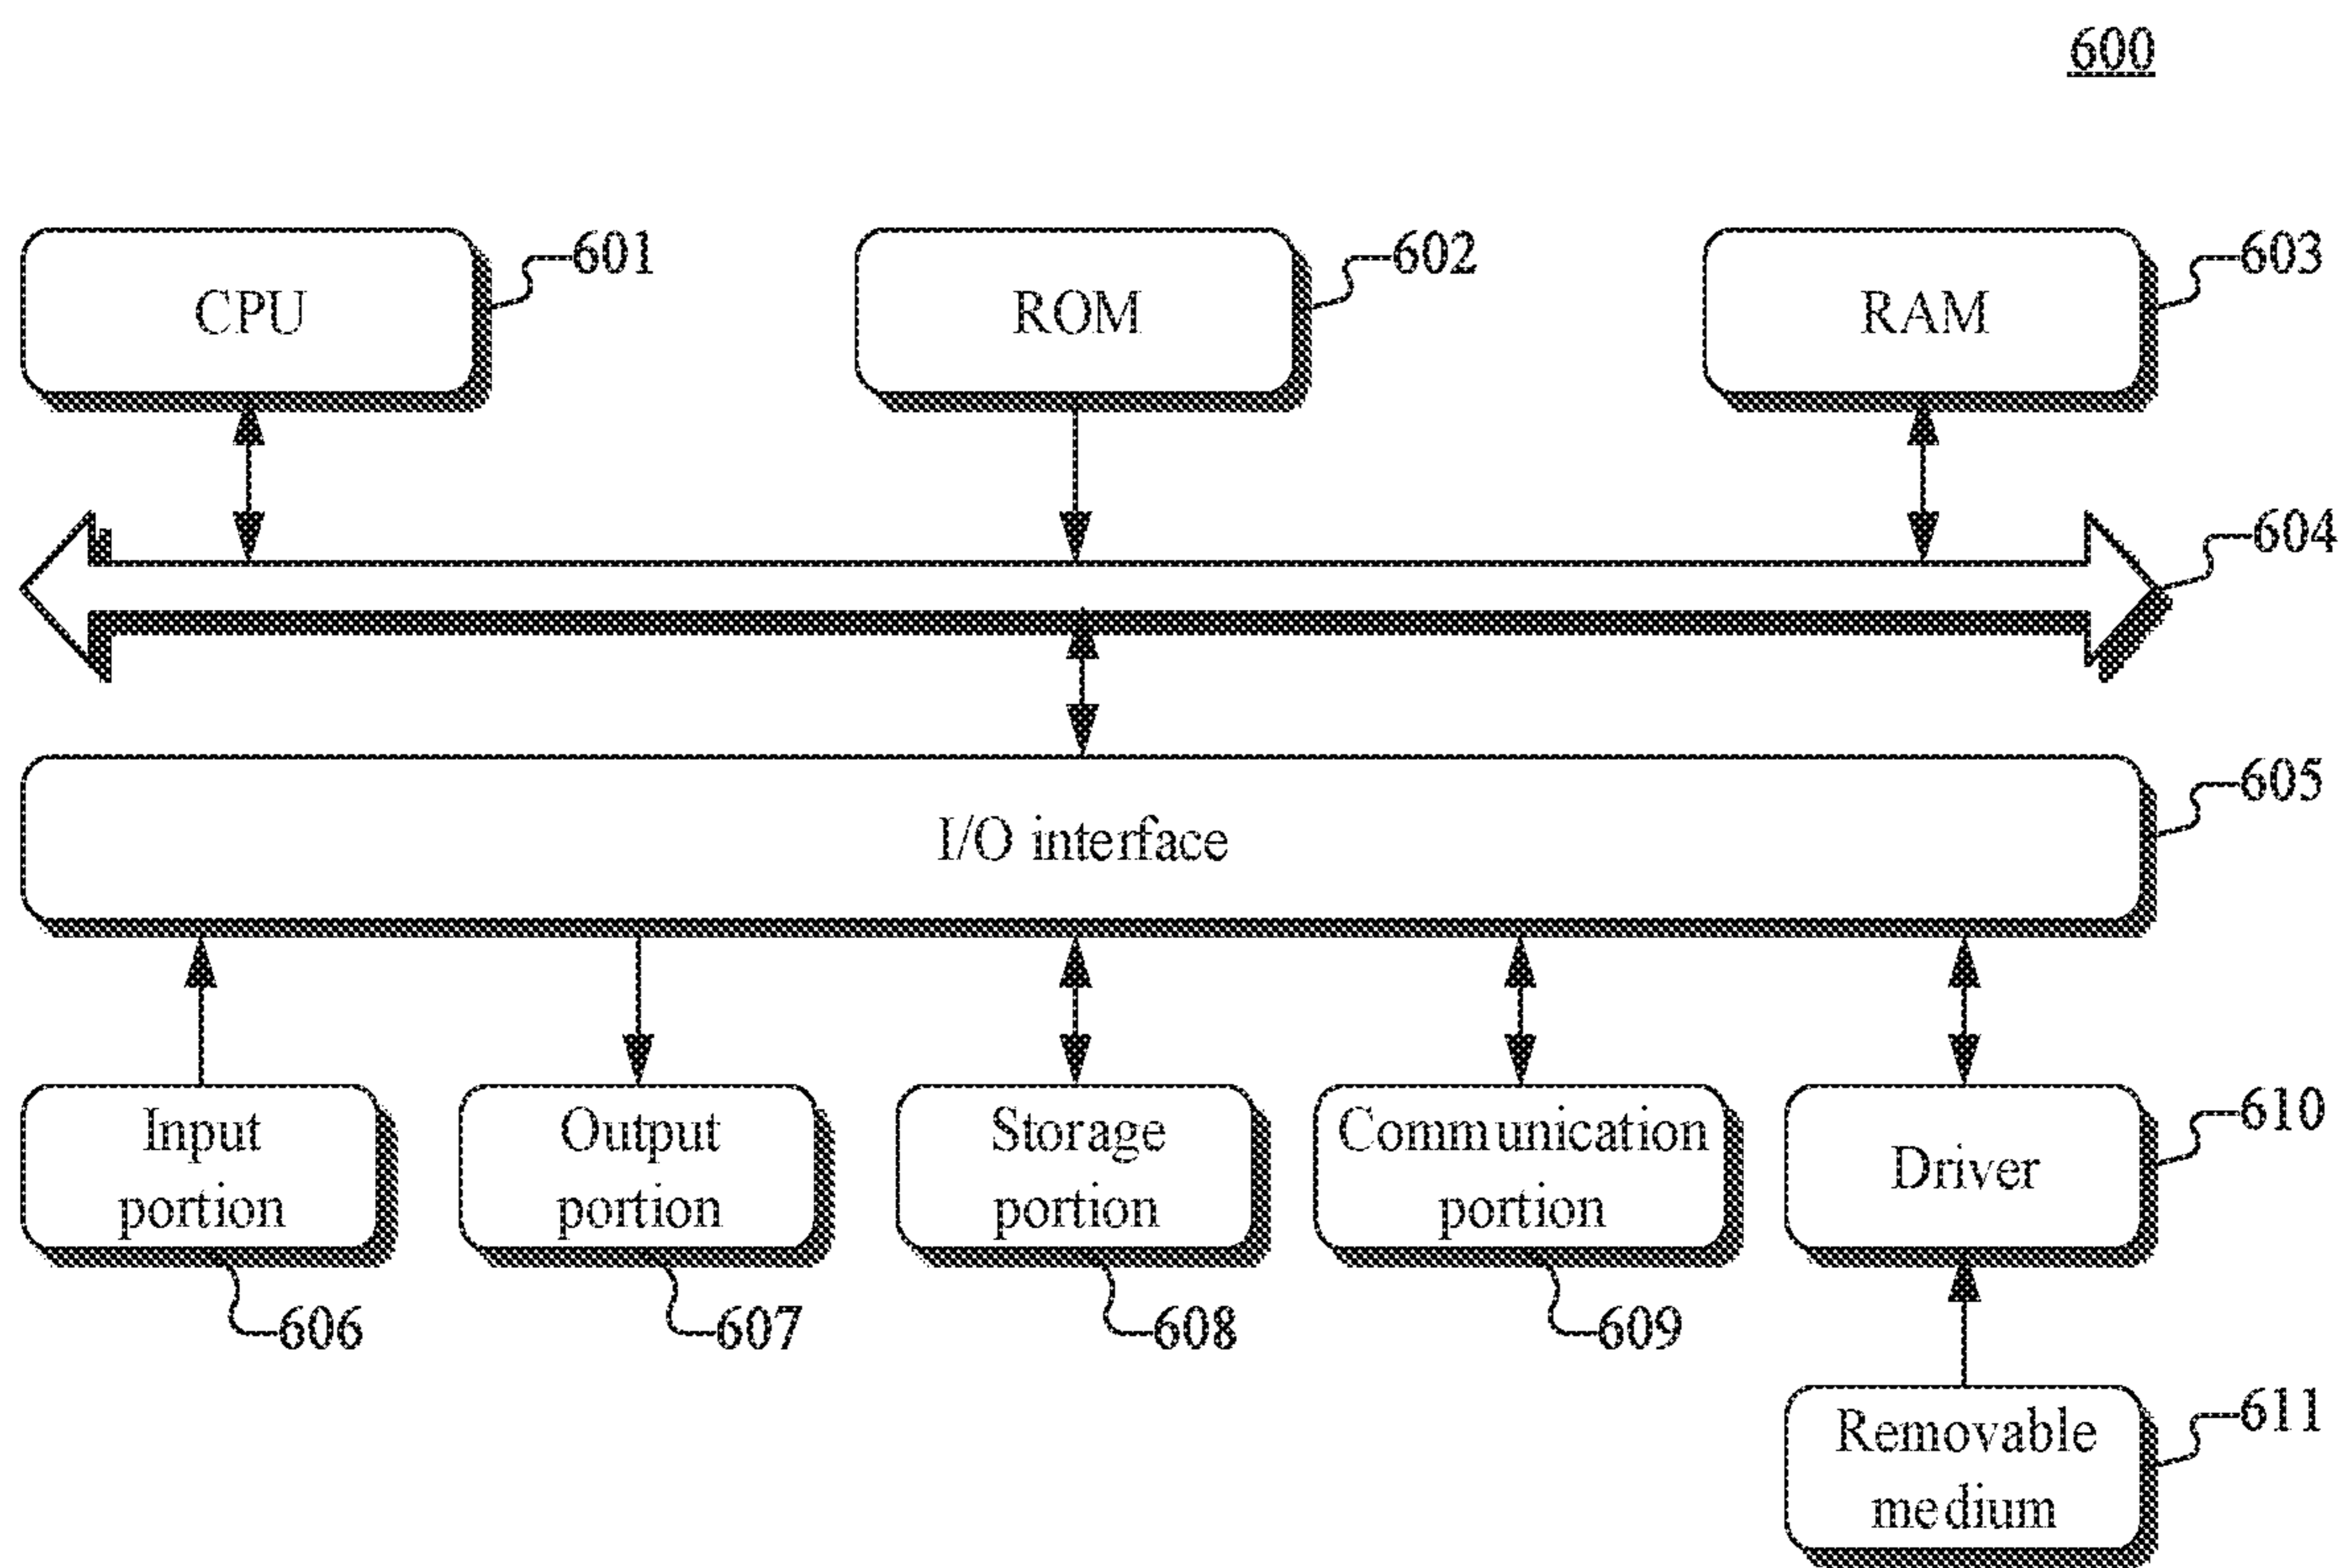 600
CPU
601
ROM
602
RAM
603
604
I/O interface
605
Input
portion
606
Output
portion
607
Storage
portion
608
Communication
portion
609
Driver
610
Removable
medium
611